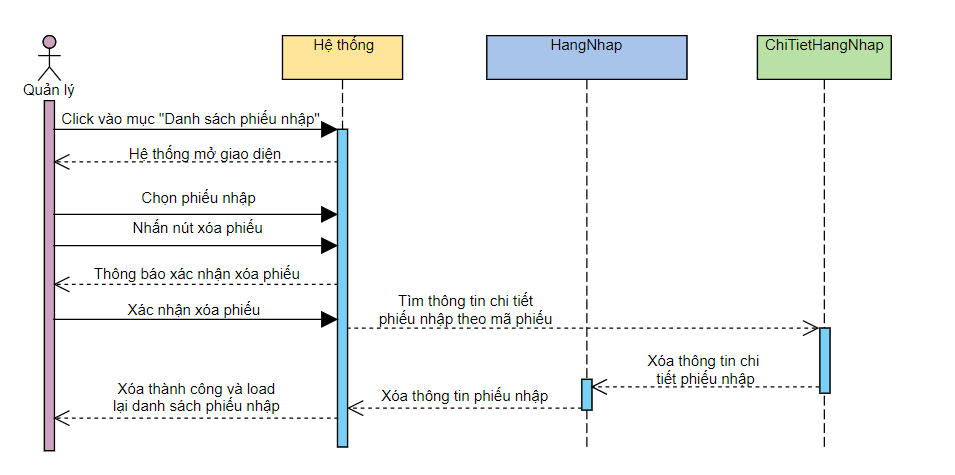 Hệ thống
HangNhap
ChiTietHangNhap
Quản lý
Click vào mục "Danh sách phiếu nhập"
Hệ thống mở giao diện
Chọn phiếu nhập
Nhấn nút xóa phiếu
Thông báo xác nhận xóa phiếu
Xác nhận xóa phiếu
Tìm thông tin chi tiết
phiếu nhập theo mã phiếu
Xóa thông tin chi
tiết phiếu nhập
Xóa thông tin phiếu nhập
Xóa thành công và load
lại danh sách phiếu nhập